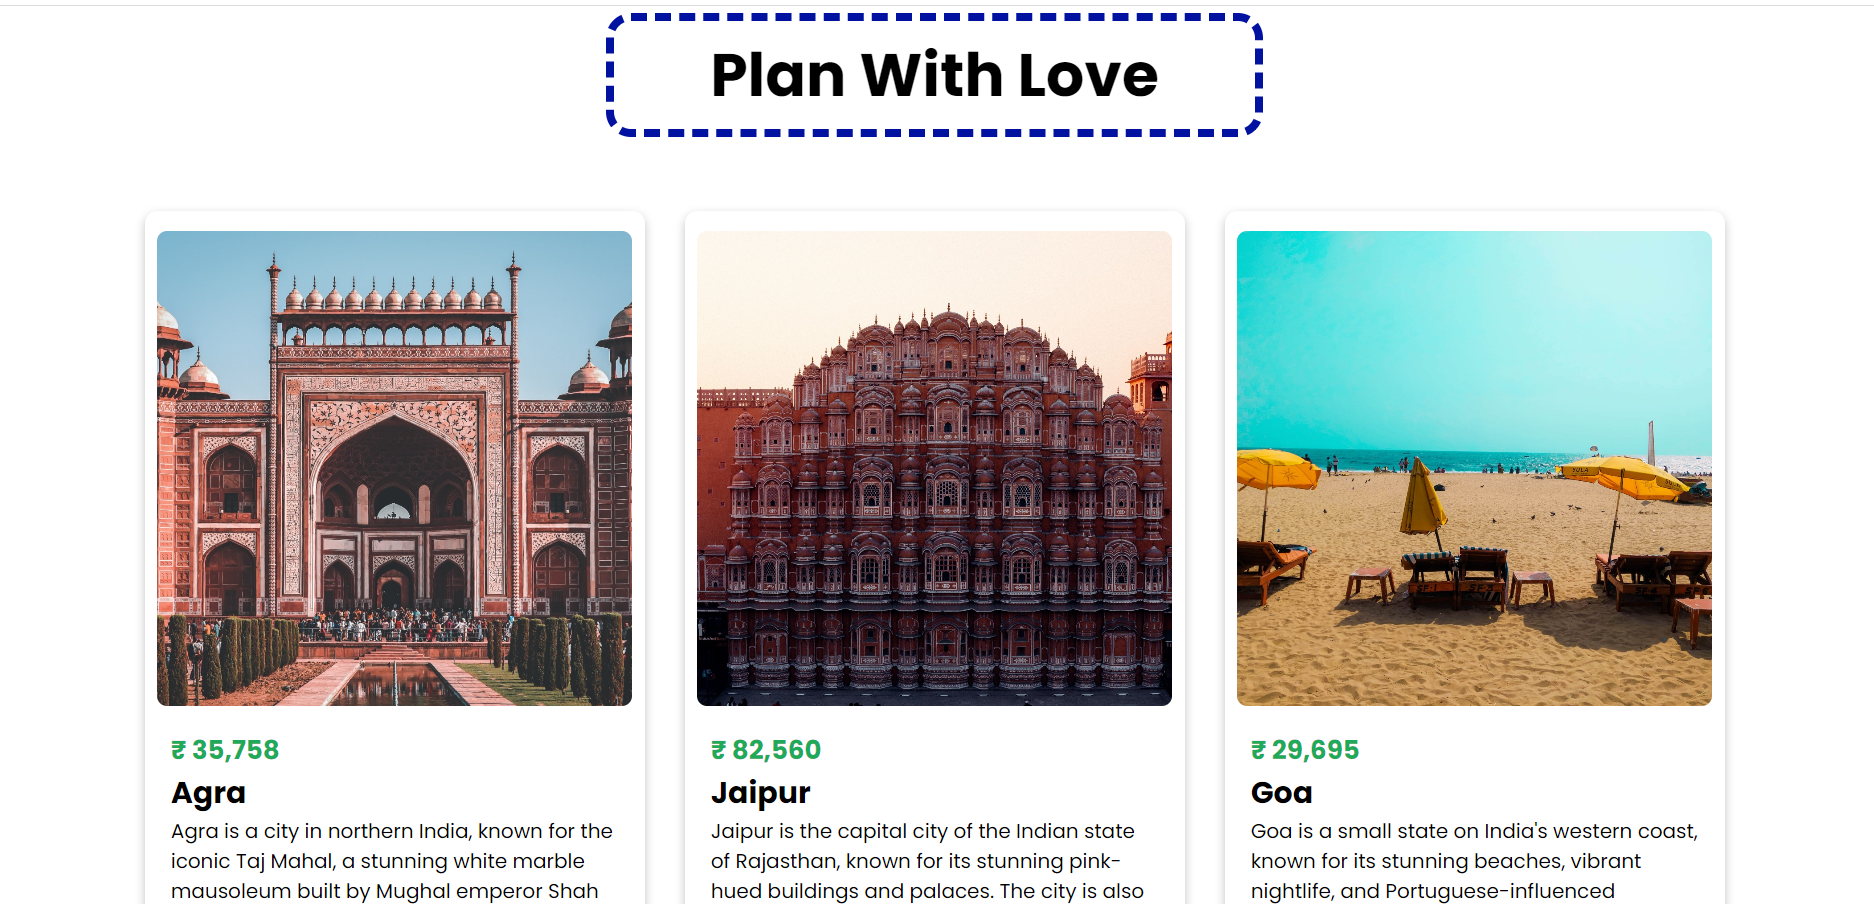 Plan With Love
SULA
₹ 35,758
Agra
Agra is a city in northern India, known for the
iconic Taj Mahal, a stunning white marble
mausoleum built by Mughal emperor Shah
₹ 82,560
Jaipur
Jaipur is the capital city of the Indian state
of Rajasthan, known for its stunning pink-
hued buildings and palaces. The city is also
₹ 29,695
Goa
Goa is a small state on India's western coast,
known for its stunning beaches, vibrant
nightlife, and Portuguese-influenced